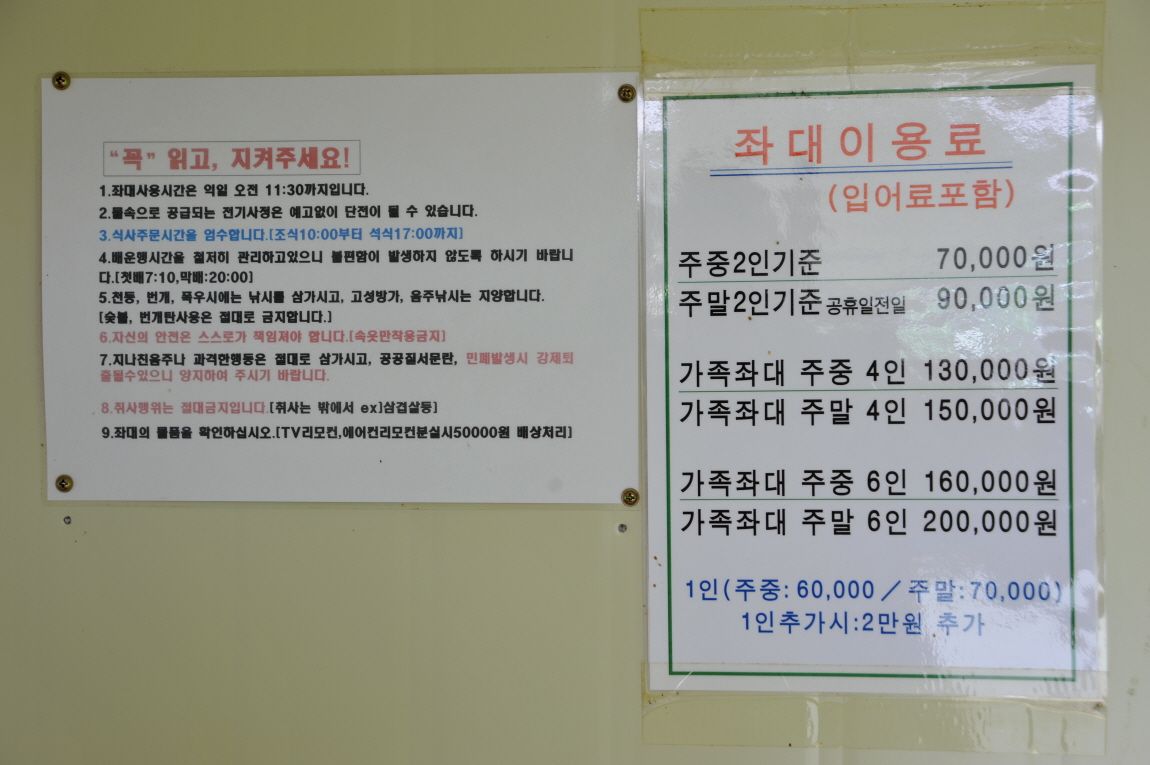 "꼭" 읽고, 지켜주세요!
1.좌대사용시간은 익일 오전 11:30까지입니다.
2.물속으로 공급되는 전기사정은 예고없이 단전이 될 수 있습니다.
3.식사주문시간을 엄수합니다.[조식10:00부터 석식17:00까지]
4.배운행시간을 철저히 관리하고있으니 불편함이 발생하지 않도록 하시기 바랍니
다.[첫배7:10,막배:20:00]
5.천둥, 번개, 폭우시에는 낚시를 삼가시고, 고성방가, 음주낚시는 지양합니다.
[숯불, 번개탄사용은 절대로 금지합니다.]
6.자신의 안전은 스스로가 책임져야 합니다.[속옷만착용금지]
7.지나친음주나 과격한행동은 절대로 삼가시고, 공공질서문란, 민폐발생시 강제퇴
출될수있으니 양지하여 주시기 바랍니다.
8.취사행위는 절대금지입니다.[취사는 밖에서 ex]삼겹살등]
9.좌대의 물품을 확인하십시오.[TV리모컨,에어컨리모컨분실시50000원 배상처리]
좌대이용료
(입어료포함)
주중2인기준 70,000원
주말2인기준 공휴일전일 90,000원
가족좌대 주중 4인 130,000원
가족좌대 주말 4인 150,000원
가족좌대 주중 6인 160,000원
가족좌대 주말 6인 200,000원
1인(주중: 60,000 / 주말:70,000)
1인추가시:2만원 추가